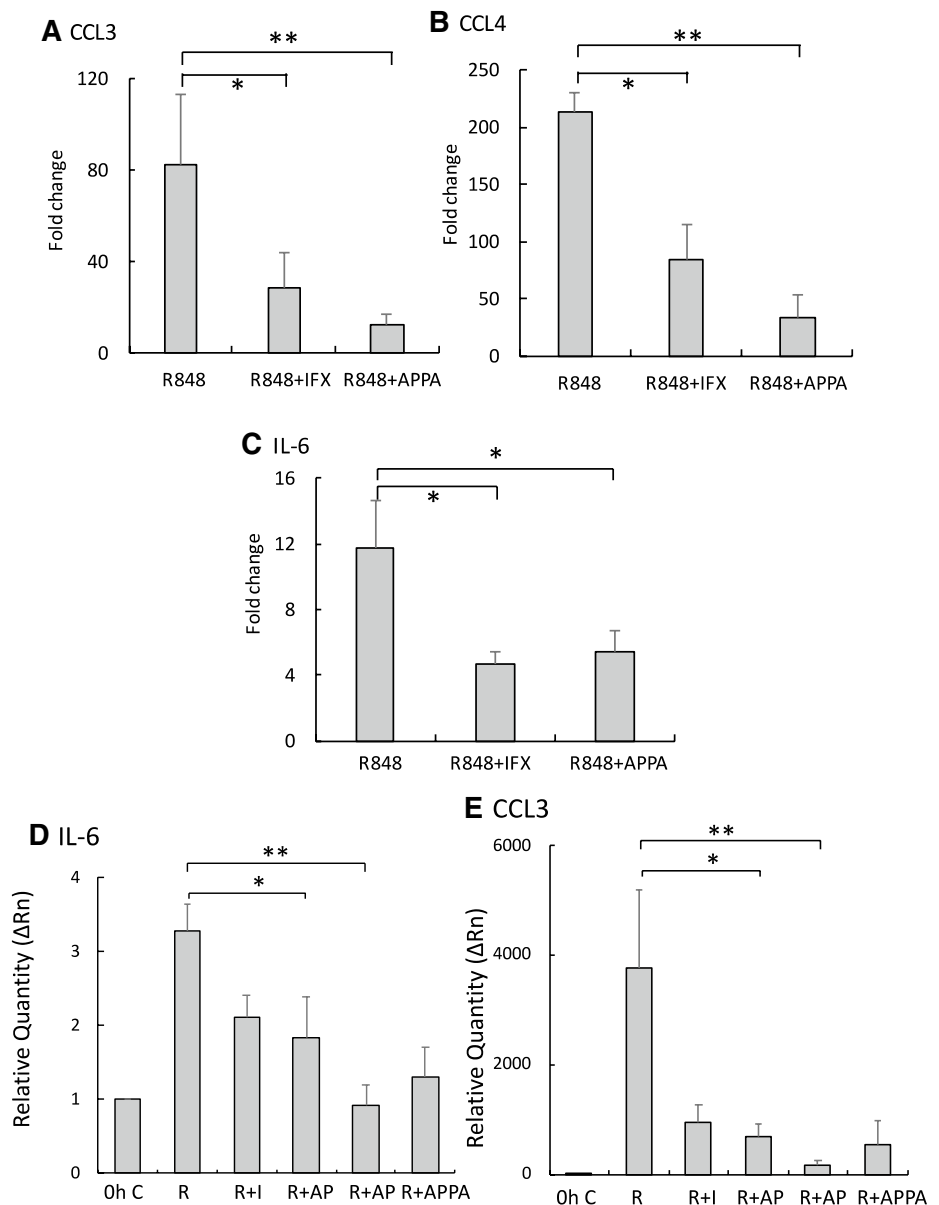 A CCL3
**
*
120
80
40
0
Fold change
R848 R848+IFX R848+APPA
B CCL4
**
*
250
200
150
100
50
0
Fold change
R848 R848+IFX R848+APPA
C IL-6
*
*
16
12
8
4
0
Fold change
R848 R848+IFX R848+APPA
D IL-6
**
*
4
3
2
1
0
Relative Quantity (ΔRn)
0h C R R+I R+AP R+AP R+APPA
E CCL3
**
*
6000
4000
2000
0
Relative Quantity (ΔRn)
0h C R R+I R+AP R+AP R+APPA